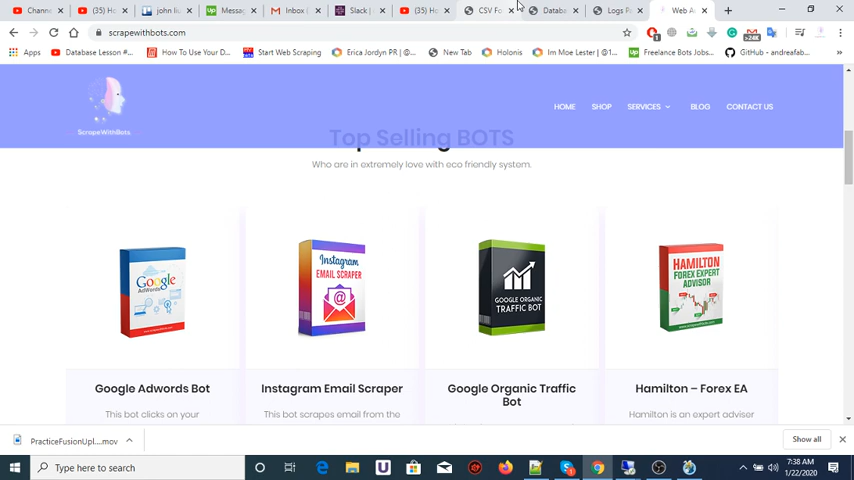 Channe
(35) Ho
john liu
Messag
Inbox (
Slack |
(35) Ho
CSV Fo
Databa
Logs Pa
Web Au
scrapewithbots.com
Apps
Database Lesson #...
How To Use Your D...
Start Web Scraping
Erica Jordyn PR | @...
New Tab
Holonis
Im Moe Lester | @1...
Freelance Bots Jobs...
GitHub - andreafab...
ScrapeWithBots
HOME SHOP SERVICES BLOG CONTACT US
Top Selling BOTS
Who are in extremely love with eco friendly system.
Google
AdWords
Instagram
EMAIL SCRAPER
GOOGLE ORGANIC
TRAFFIC BOT
HAMILTON
FOREX EXPERT
ADVISOR
Google Adwords Bot
Instagram Email Scraper
Google Organic Traffic
Bot
Hamilton – Forex EA
This bot clicks on your
This bot scrapes email from the
Hamilton is an expert adviser
PracticeFusionUpl....mov
Show all
Type here to search
7:38 AM
1/22/2020